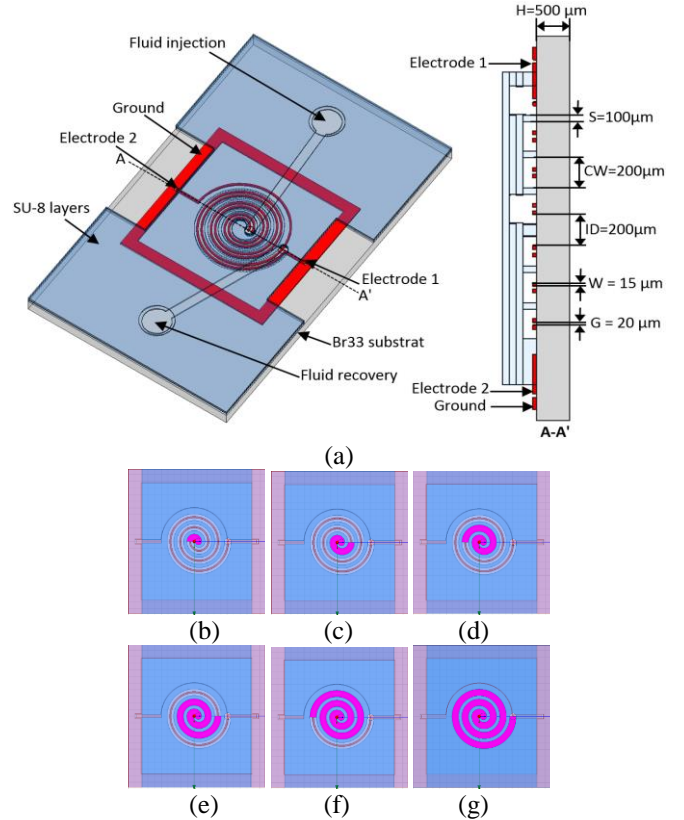 Fluid injection
Ground
Electrode 2
A
SU-8 layers
Electrode 1
A'
Br33 substrat
Fluid recovery
H=500 μm
Electrode 1
S=100μm
CW=200μm
ID=200μm
W = 15 μm
G = 20 μm
Electrode 2
Ground
A-A'
(a)
(b) (c) (d)
(e) (f) (g)